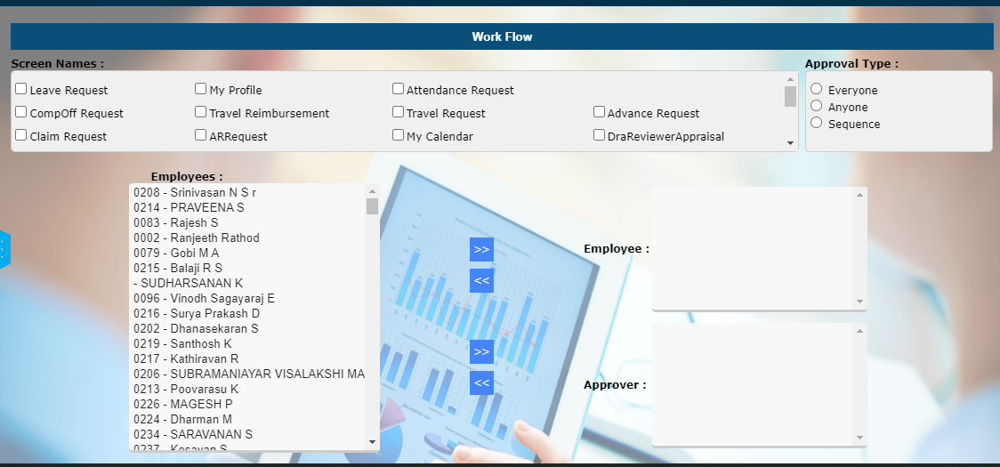 Work Flow
Screen Names :
Approval Type :
Leave Request
My Profile
Attendance Request
CompOff Request
Travel Reimbursement
Travel Request
Advance Request
Claim Request
ARRequest
My Calendar
DraReviewerAppraisal
Everyone
Anyone
Sequence
Employees :
0208 - Srinivasan N S r
0214 - PRAVEENA S
0083 - Rajesh S
0002 - Ranjeeth Rathod
0079 - Gobi M A
0215 - Balaji R S
- SUDHARSANAN K
0096 - Vinodh Sagayaraj E
0216 - Surya Prakash D
0202 - Dhanasekaran S
0219 - Santhosh K
0217 - Kathiravan R
0206 - SUBRAMANIAYAR VISALAKSHI MA
0213 - Poovarasu K
0226 - MAGESH P
0224 - Dharman M
0234 - SARAVANAN S
0237 - Kesavan S
>>
<<
>>
<<
Employee :
Approver :